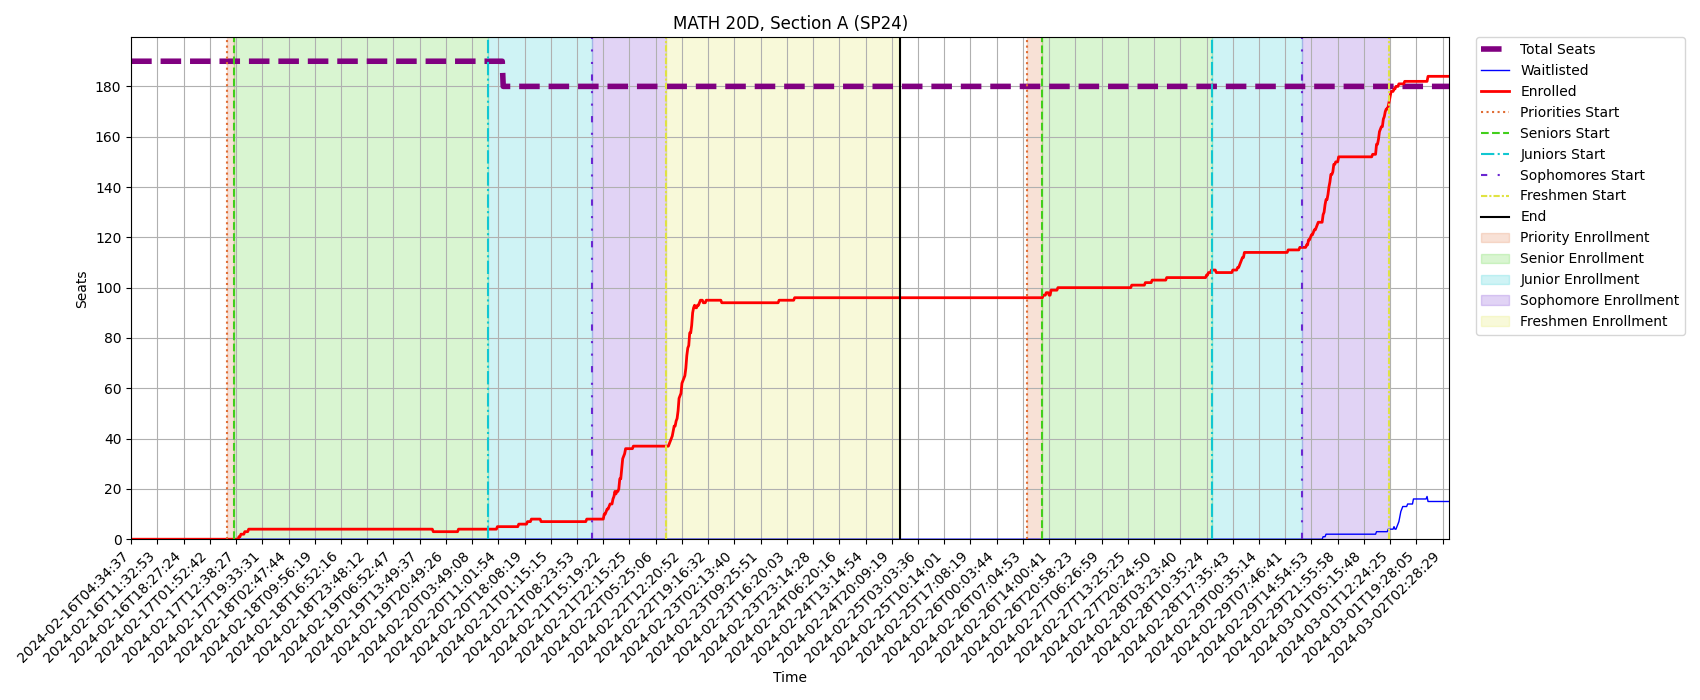 MATH 20D, Section A (SP24)
Seats
180
160
140
120
100
80
60
40
20
0
2024-02-16T04:34:37
2024-02-16T11:32:53
2024-02-16T18:27:24
2024-02-17T01:52:42
2024-02-17T12:38:27
2024-02-17T19:33:31
2024-02-18T02:47:44
2024-02-18T09:56:19
2024-02-18T16:52:16
2024-02-18T23:48:12
2024-02-19T06:52:47
2024-02-19T13:49:37
2024-02-19T20:49:26
2024-02-20T03:49:08
2024-02-20T11:01:54
2024-02-20T18:08:19
2024-02-21T01:15:15
2024-02-21T08:23:53
2024-02-21T15:19:22
2024-02-21T22:15:25
2024-02-22T05:25:06
2024-02-22T12:20:52
2024-02-22T19:16:32
2024-02-23T02:13:40
2024-02-23T09:25:51
2024-02-23T16:20:03
2024-02-23T23:14:28
2024-02-24T06:20:16
2024-02-24T13:14:54
2024-02-24T20:09:19
2024-02-25T03:03:36
2024-02-25T10:14:01
2024-02-25T17:08:19
2024-02-26T00:03:44
2024-02-26T07:04:53
2024-02-26T14:00:41
2024-02-26T20:58:23
2024-02-27T06:26:59
2024-02-27T13:25:25
2024-02-27T20:24:50
2024-02-28T03:23:40
2024-02-28T10:35:24
2024-02-28T17:35:43
2024-02-29T00:35:14
2024-02-29T07:46:41
2024-02-29T14:54:53
2024-02-29T21:55:58
2024-03-01T05:15:48
2024-03-01T12:24:25
2024-03-01T19:28:05
2024-03-02T02:28:29
Time
Total Seats
Waitlisted
Enrolled
Priorities Start
Seniors Start
Juniors Start
Sophomores Start
Freshmen Start
End
Priority Enrollment
Senior Enrollment
Junior Enrollment
Sophomore Enrollment
Freshmen Enrollment